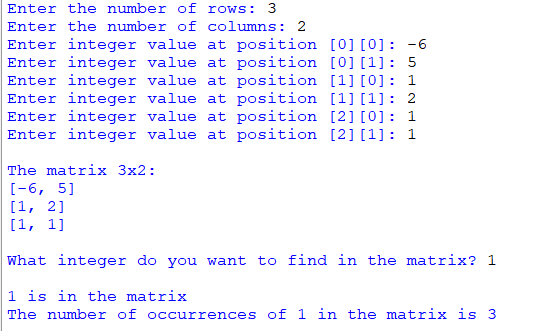 Enter the number of rows: 3
Enter the number of columns: 2
Enter integer value at position [0][0]: -6
Enter integer value at position [0][1]: 5
Enter integer value at position [1][0]: 1
Enter integer value at position [1][1]: 2
Enter integer value at position [2][0]: 1
Enter integer value at position [2][1]: 1
The matrix 3x2:
[-6, 5]
[1, 2]
[1, 1]
What integer do you want to find in the matrix? 1
1 is in the matrix
The number of occurrences of 1 in the matrix is 3